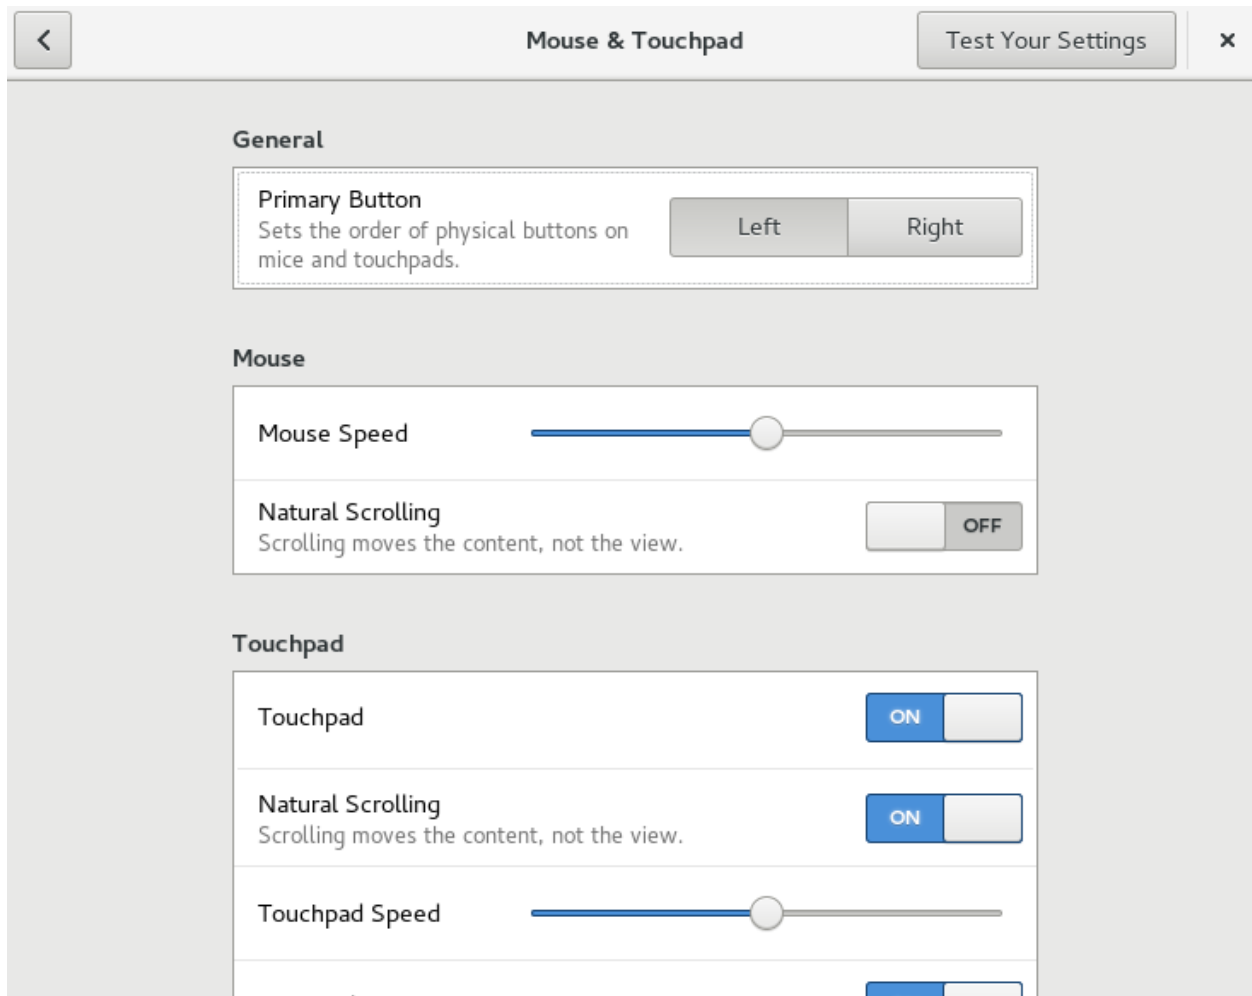 Mouse & Touchpad
Test Your Settings
General
Primary Button
Sets the order of physical buttons on
mice and touchpads.
Left
Right
Mouse
Mouse Speed
Natural Scrolling
Scrolling moves the content, not the view.
OFF
Touchpad
Touchpad
ON
Natural Scrolling
Scrolling moves the content, not the view.
ON
Touchpad Speed